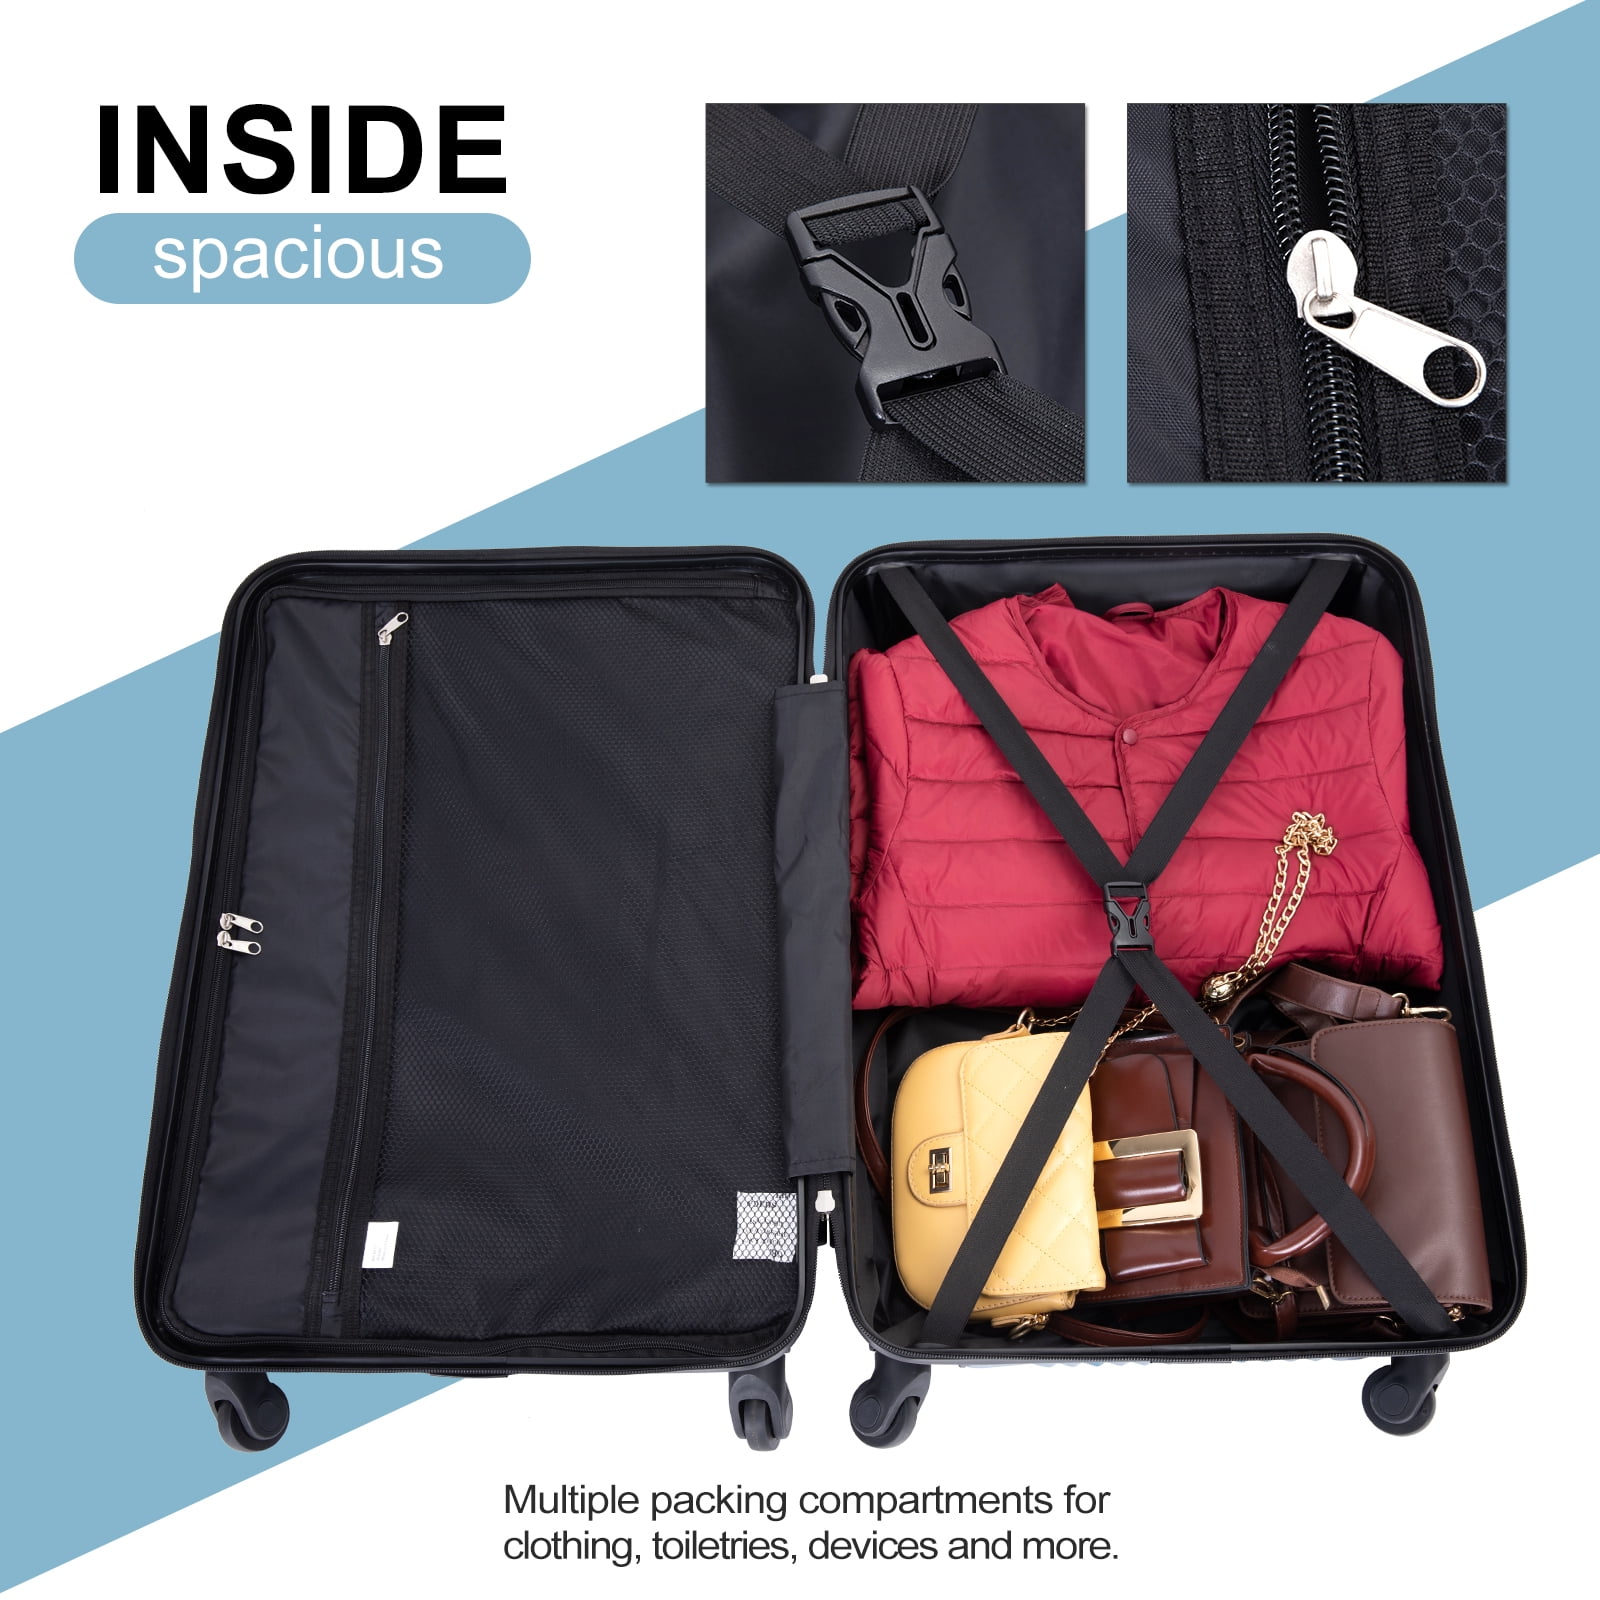 INSIDE
spacious
Multiple packing compartments for
clothing, toiletries, devices and more.